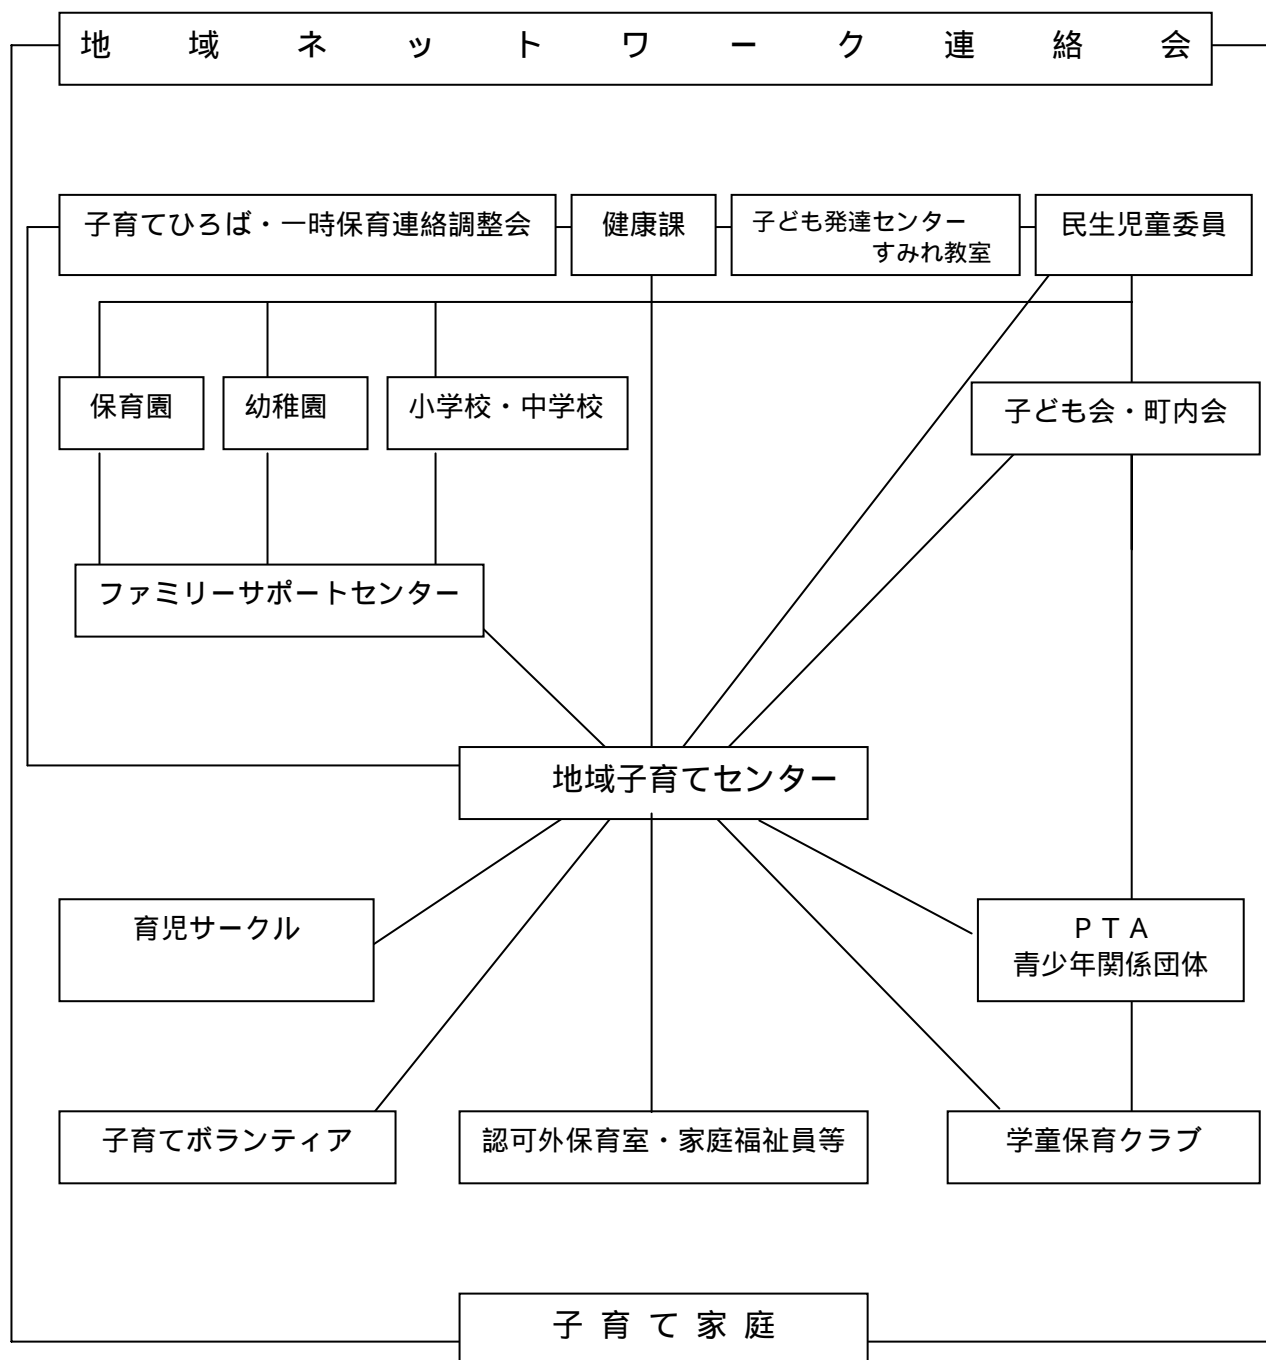 地域ネットワーク連絡会
子育てひろば・一時保育連絡調整会
健康課
子ども発達センター
すみれ教室
民生児童委員
保育園
幼稚園
小学校・中学校
子ども会・町内会
ファミリーサポートセンター
地域子育てセンター
育児サークル
ＰＴＡ
青少年関係団体
子育てボランティア
認可外保育室・家庭福祉員等
学童保育クラブ
子育て家庭